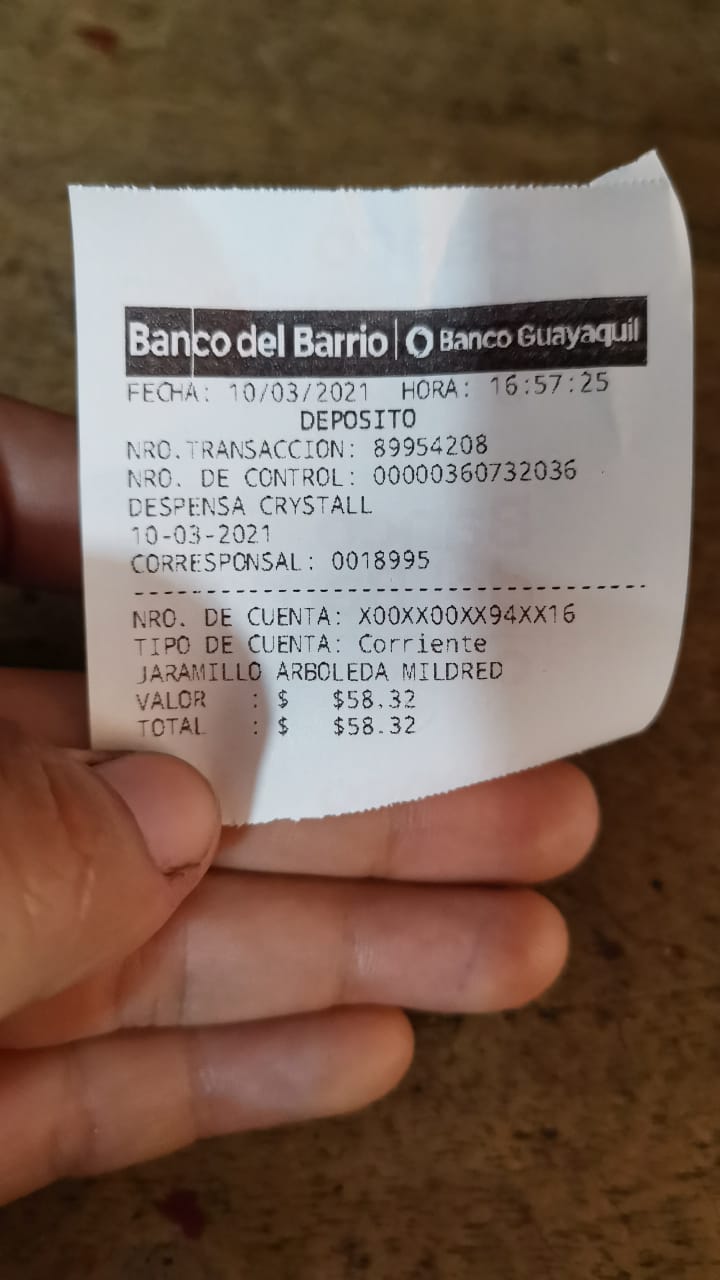 Banco del Barrio | Banco Guayaquil
FECHA: 10/03/2021 HORA: 16:57:25
DEPOSITO
NRO.TRANSACCION: 89954208
NRO. DE CONTROL: 00000360732036
DESPENSA CRYSTALL
10-03-2021
CORRESPONSAL: 0018995
NRO. DE CUENTA: X00XX00XX94XX16
TIPO DE CUENTA: Corriente
JARAMILLO ARBOLEDA MILDRED
VALOR : $ $58.32
TOTAL : $ $58.32